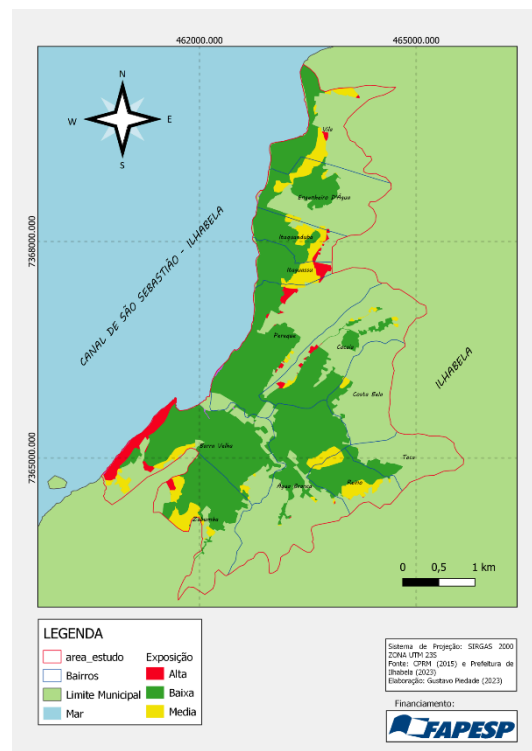 462000.000 465000.000
N
W E
S
Vila
Engenheiro D'Água
Itaquanduba
Itaguassu
7368000.000
CANAL DE SÃO SEBASTIÃO - ILHABELA
ILHABELA
Perequê
Cocaia
Costa Bela
Barra Velha
7365000.000
Toca
Água Branca
Reino
Zabumba
0 0,5 1 km
LEGENDA
area_estudo
Bairros
Limite Municipal
Mar
Exposição
Alta
Baixa
Media
Sistema de Projeção: SIRGAS 2000
ZONA UTM 23S
Fonte: CPRM (2015) e Prefeitura de
Ilhabela (2023)
Elaboração: Gustavo Piedade (2023)
Financiamento:
FAPESP